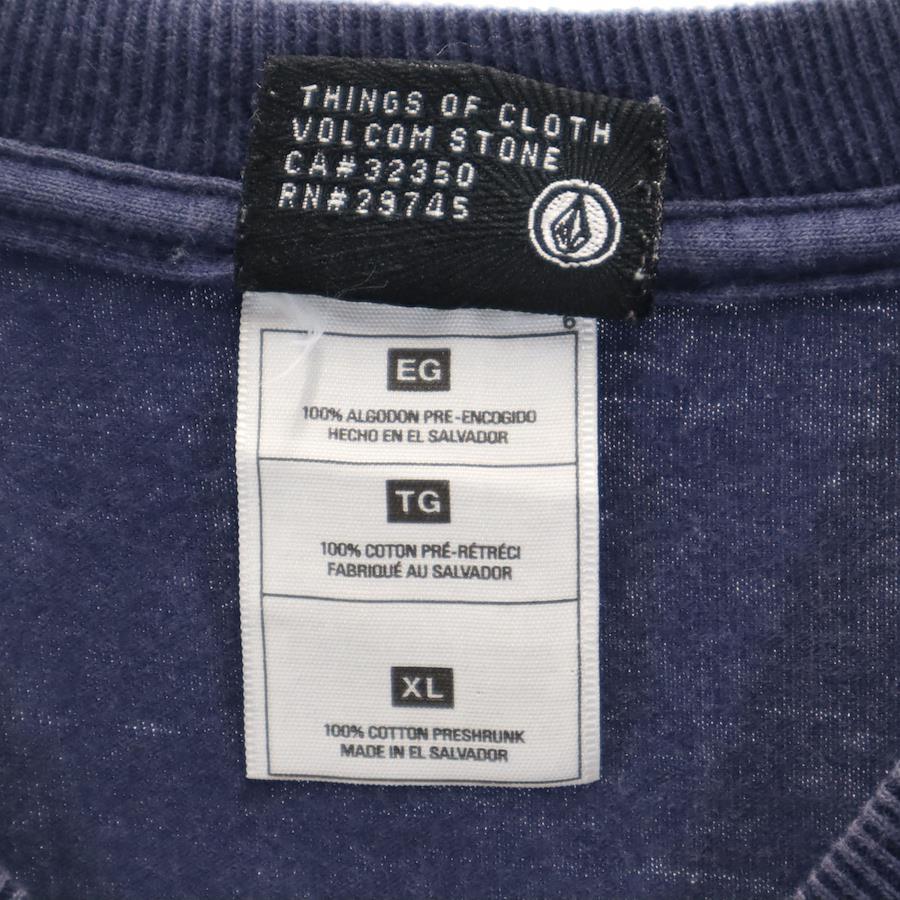 THINGS OF CLOTH
VOLCOM STONE
CA#32350
RN#29745
6
EG
100% ALGODON PRE-ENCOGIDO
HECHO EN EL SALVADOR
TG
100% COTON PRÉ-RÉTRÉCI
FABRIQUÉ AU SALVADOR
XL
100% COTTON PRESHRUNK
MADE IN EL SALVADOR